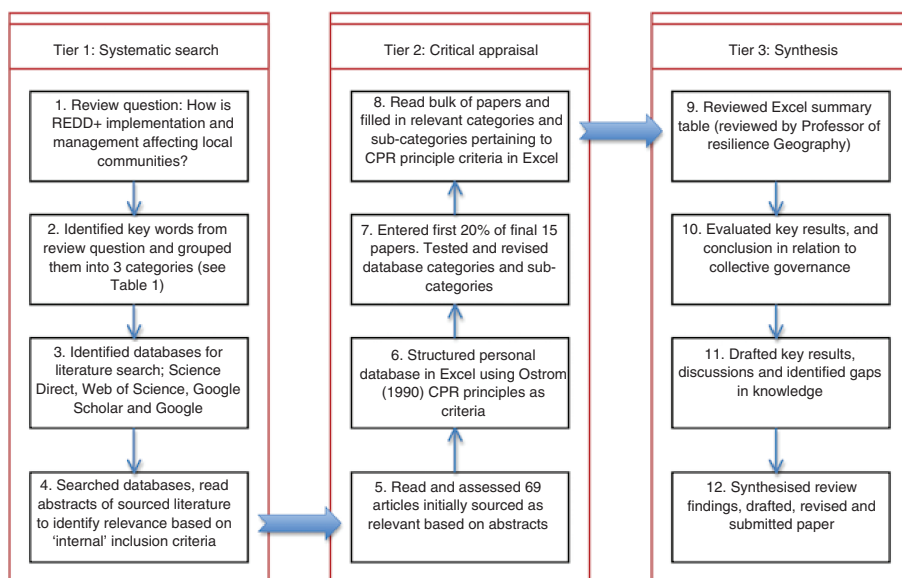 Tier 1: Systematic search
1. Review question: How is
REDD+ implementation and
management affecting local
communities?
2. Identified key words from
review question and grouped
them into 3 categories (see
Table 1)
3. Identified databases for
literature search; Science
Direct, Web of Science, Google
Scholar and Google
4. Searched databases, read
abstracts of sourced literature
to identify relevance based on
‘internal’ inclusion criteria
Tier 2: Critical appraisal
8. Read bulk of papers and
filled in relevant categories and
sub-categories pertaining to
CPR principle criteria in Excel
7. Entered first 20% of final 15
papers. Tested and revised
database categories and sub-
categories
6. Structured personal
database in Excel using Ostrom
(1990) CPR principles as
criteria
5. Read and assessed 69
articles initially sourced as
relevant based on abstracts
Tier 3: Synthesis
9. Reviewed Excel summary
table (reviewed by Professor of
resilience Geography)
10. Evaluated key results, and
conclusion in relation to
collective governance
11. Drafted key results,
discussions and identified gaps
in knowledge
12. Synthesised review
findings, drafted, revised and
submitted paper